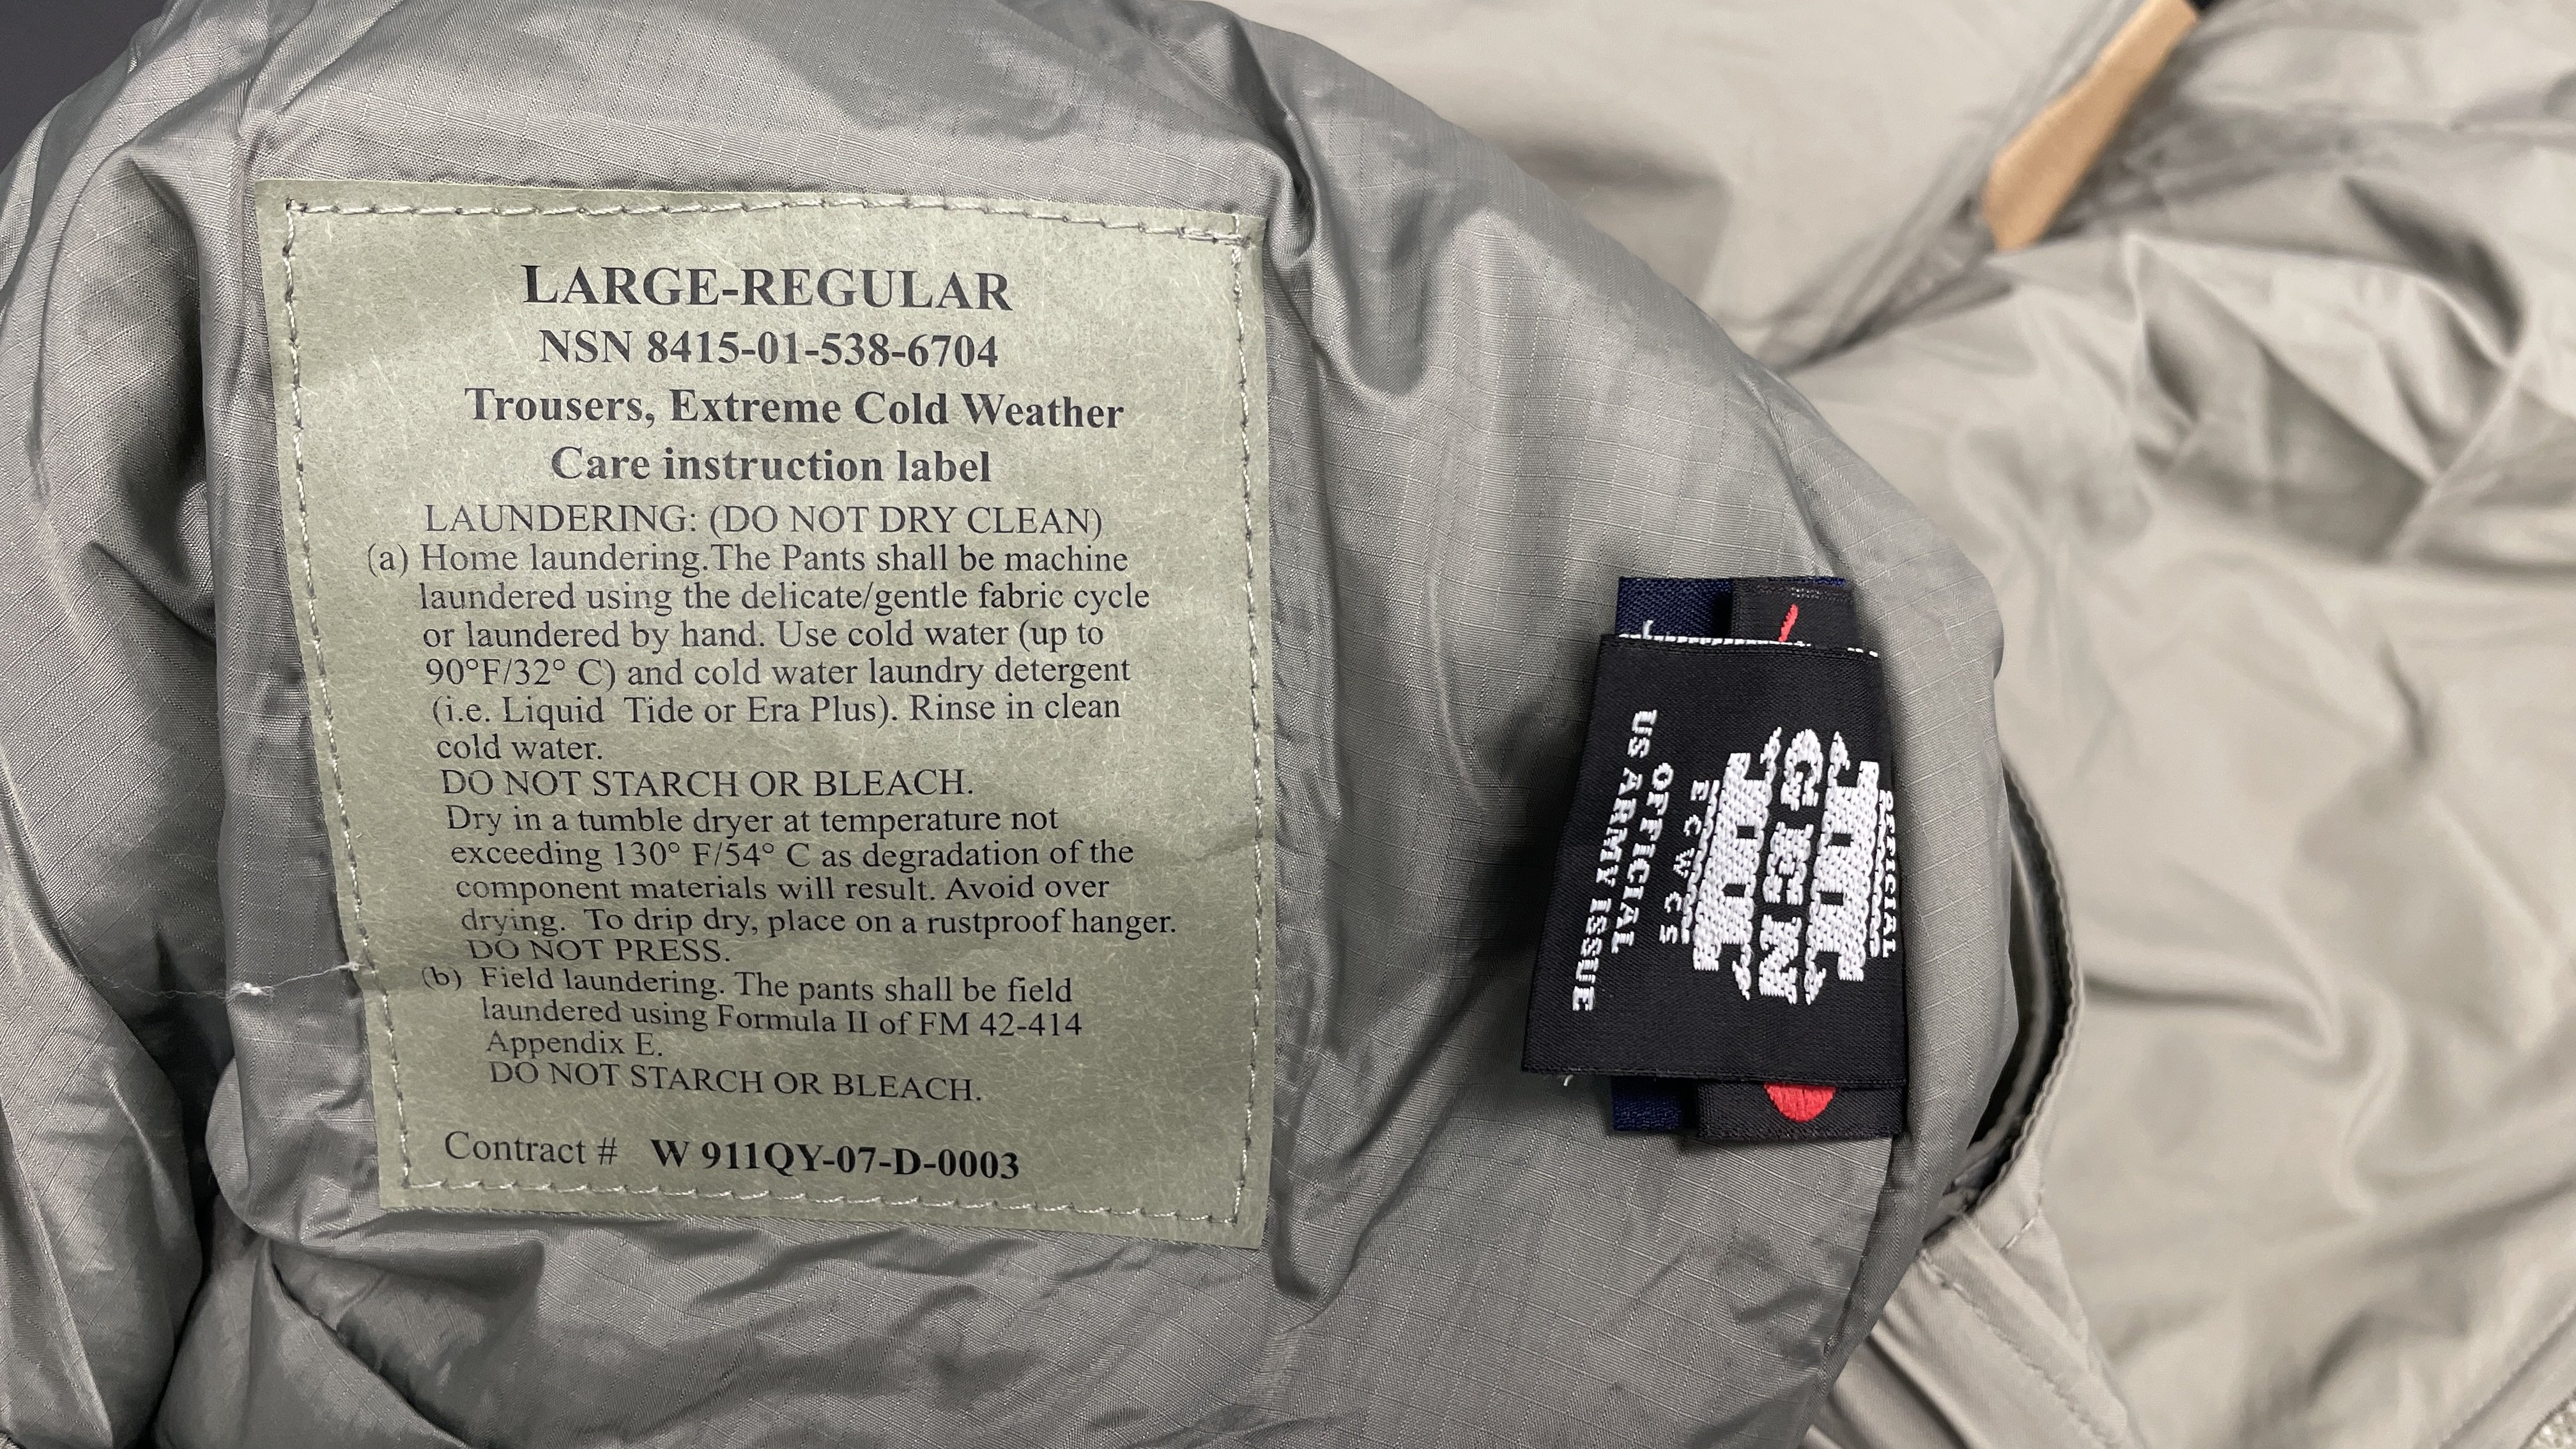 LARGE-REGULAR
NSN 8415-01-538-6704
Trousers, Extreme Cold Weather
Care instruction label
LAUNDERING: (DO NOT DRY CLEAN)
(a) Home laundering.The Pants shall be machine
laundered using the delicate/gentle fabric cycle
or laundered by hand. Use cold water (up to
90°F/32° C) and cold water laundry detergent
(i.e. Liquid  Tide or Era Plus). Rinse in clean
cold water.
DO NOT STARCH OR BLEACH.
Dry in a tumble dryer at temperature not
exceeding 130° F/54° C as degradation of the
component materials will result. Avoid over
drying.  To drip dry, place on a rustproof hanger.
DO NOT PRESS.
(b) Field laundering. The pants shall be field
laundered using Formula II of FM 42-414
Appendix E.
DO NOT STARCH OR BLEACH.
Contract # W 911QY-07-D-0003
GEN III
ECWCS
OFFICIAL
US ARMY ISSUE